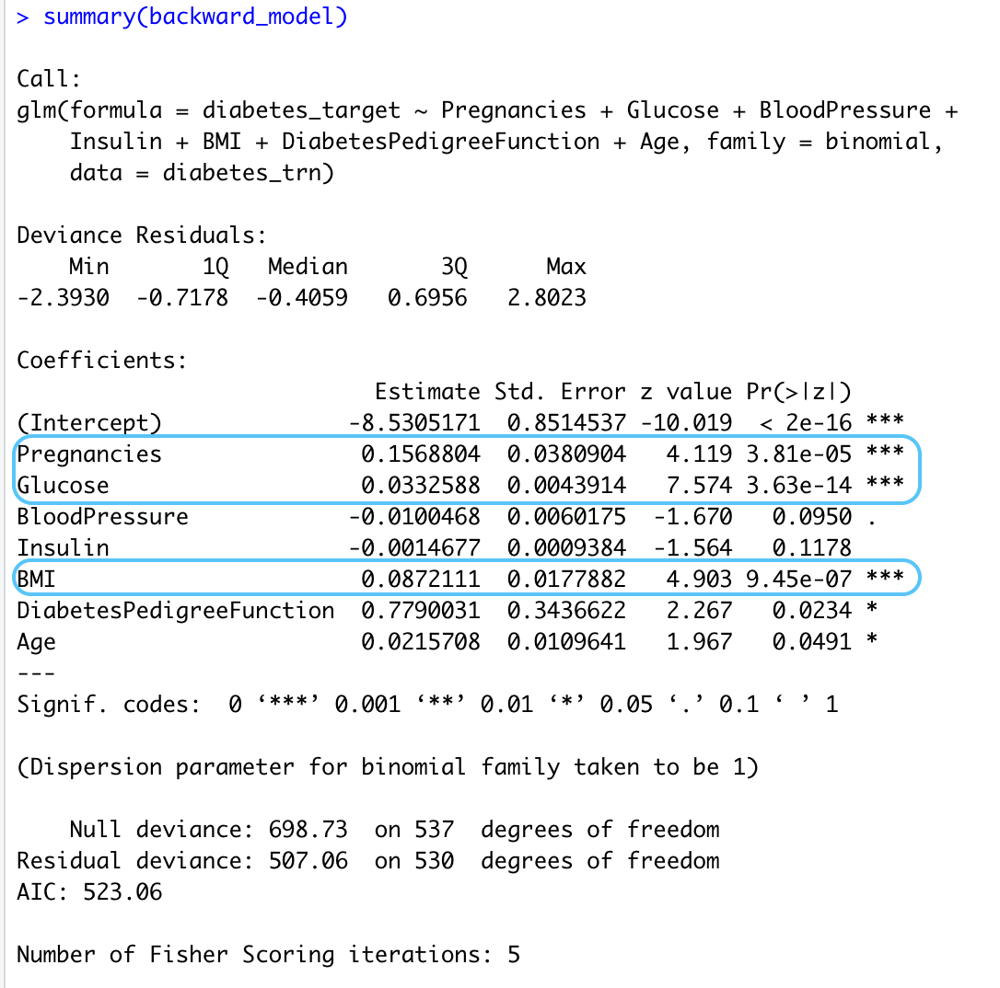 > summary(backward_model)
Call:
glm(formula = diabetes_target ~ Pregnancies + Glucose + BloodPressure +
    Insulin + BMI + DiabetesPedigreeFunction + Age, family = binomial,
    data = diabetes_trn)
Deviance Residuals:
    Min       1Q   Median       3Q      Max
-2.3930  -0.7178  -0.4059   0.6956   2.8023
Coefficients:
                           Estimate Std. Error z value Pr(>|z|)
(Intercept)              -8.5305171  0.8514537 -10.019  < 2e-16 ***
Pregnancies               0.1568804  0.0380904   4.119 3.81e-05 ***
Glucose                   0.0332588  0.0043914   7.574 3.63e-14 ***
BloodPressure            -0.0100468  0.0060175  -1.670   0.0950 .
Insulin                  -0.0014677  0.0009384  -1.564   0.1178
BMI                       0.0872111  0.0177882   4.903 9.45e-07 ***
DiabetesPedigreeFunction  0.7790031  0.3436622   2.267   0.0234 *
Age                       0.0215708  0.0109641   1.967   0.0491 *
---
Signif. codes:  0 ‘***’ 0.001 ‘**’ 0.01 ‘*’ 0.05 ‘.’ 0.1 ‘ ’ 1
(Dispersion parameter for binomial family taken to be 1)
    Null deviance: 698.73  on 537  degrees of freedom
Residual deviance: 507.06  on 530  degrees of freedom
AIC: 523.06
Number of Fisher Scoring iterations: 5